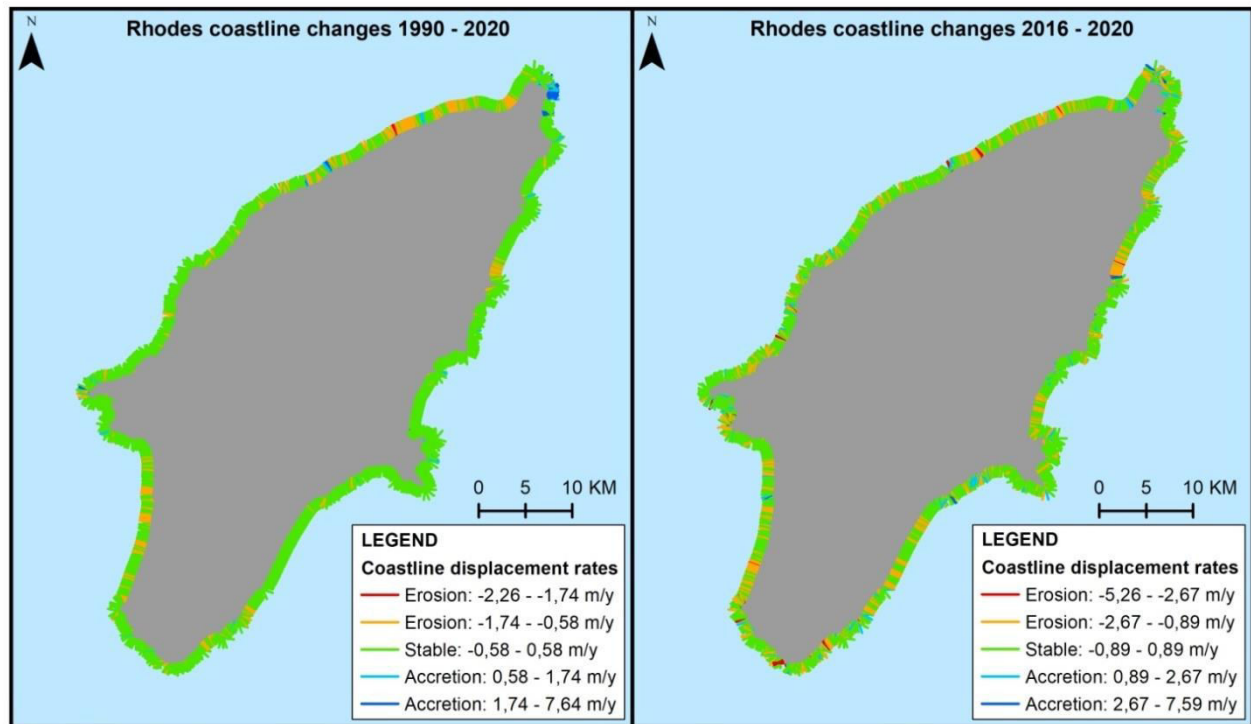 Rhodes coastline changes 1990 - 2020
N
0 10 KM
LEGEND
Coastline displacement rates
Erosion: -2,26 - -1,74 m/y
Erosion: -1,74 - -0,58 m/y
Stable: -0,58 - 0,58 m/y
Accretion: 0,58 - 1,74 m/y
Accretion: 1,74 - 7,64 m/y
Rhodes coastline changes 2016 - 2020
N
0 5 10 KM
LEGEND
Coastline displacement rates
Erosion: -5,26 - -2,67 m/y
Erosion: -2,67 - -0,89 m/y
Stable: -0,89 - 0,89 m/y
Accretion: 0,89 - 2,67 m/y
Accretion: 2,67 - 7,59 m/y